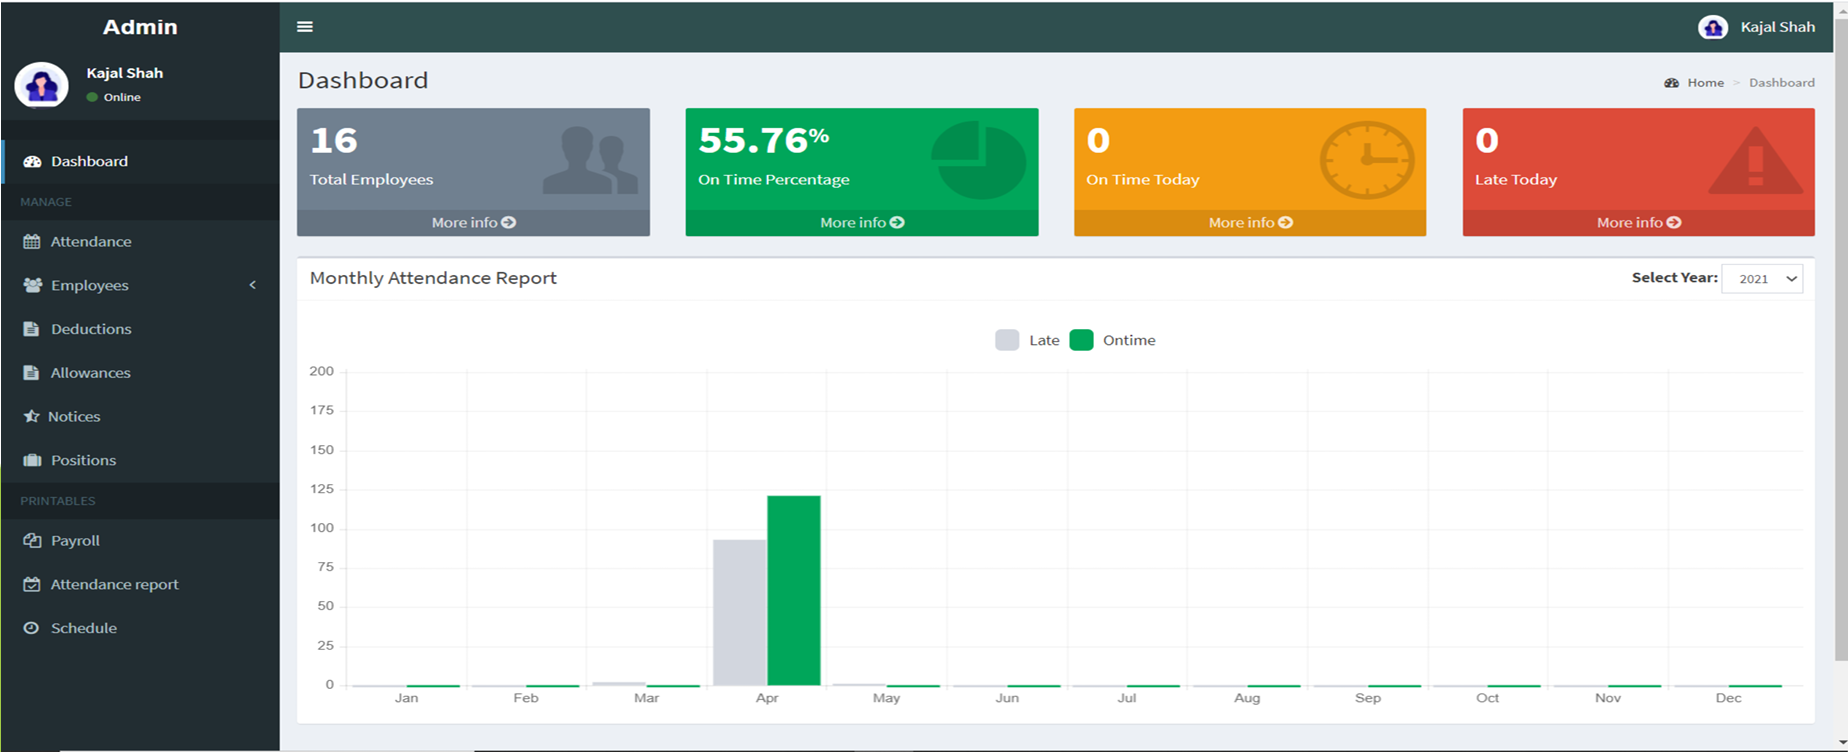 Admin
Kajal Shah
Kajal Shah
Online
Dashboard
MANAGE
Attendance
Employees
Deductions
Allowances
Notices
Positions
PRINTABLES
Payroll
Attendance report
Schedule
Dashboard
Home > Dashboard
16
Total Employees
More info
55.76%
On Time Percentage
More info
0
On Time Today
More info
0
Late Today
More info
Monthly Attendance Report
Select Year: 2021
Late Ontime
200
175
150
125
100
75
50
25
0
Jan Feb Mar Apr May Jun Jul Aug Sep Oct Nov Dec